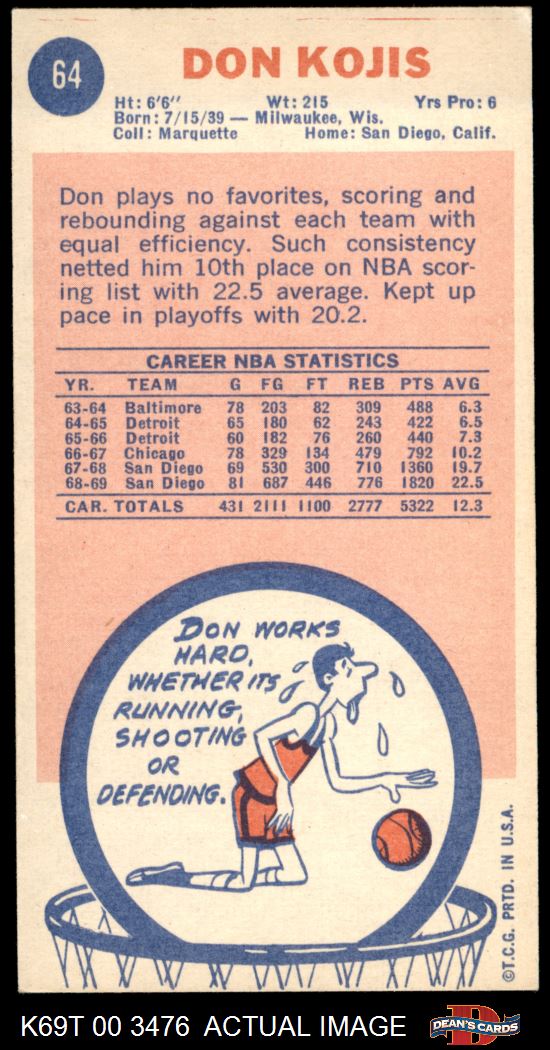 64
DON KOJIS
Ht: 6'6" Wt: 215 Yrs Pro: 6
Born: 7/15/39 — Milwaukee, Wis.
Coll: Marquette Home: San Diego, Calif.
Don plays no favorites, scoring and
rebounding against each team with
equal efficiency. Such consistency
netted him 10th place on NBA scor-
ing list with 22.5 average. Kept up
pace in playoffs with 20.2.
CAREER NBA STATISTICS
YR. TEAM G FG FT REB PTS AVG
63-64 Baltimore 78 203 82 309 488 6.3
64-65 Detroit 65 180 62 243 422 6.5
65-66 Detroit 60 182 76 260 440 7.3
66-67 Chicago 78 329 134 479 792 10.2
67-68 San Diego 69 530 300 710 1360 19.7
68-69 San Diego 81 687 446 776 1820 22.5
CAR. TOTALS 431 2111 1100 2777 5322 12.3
DON WORKS
HARD,
WHETHER ITS
RUNNING,
SHOOTING
OR
DEFENDING.
©T.C.G. PRTD. IN U.S.A.
K69T 00 3476 ACTUAL IMAGE
D
DEAN'S CARDS